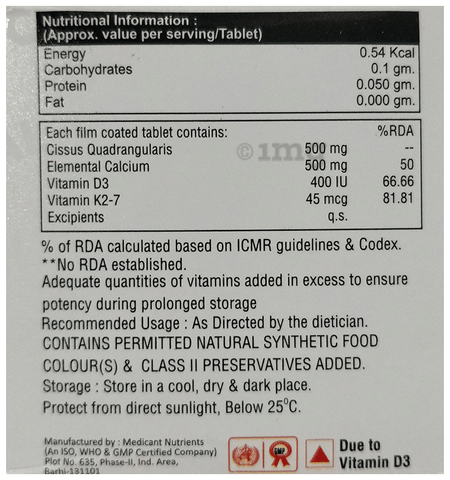 Nutritional Information :
(Approx. value per serving/Tablet)
Energy 0.54 Kcal
Carbohydrates 0.1 gm.
Protein 0.050 gm.
Fat 0.000 gm.
Each film coated tablet contains: %RDA
Cissus Quadrangularis 500 mg --
Elemental Calcium 500 mg 50
Vitamin D3 400 IU 66.66
Vitamin K2-7 45 mcg 81.81
Excipients q.s.
© 1mg
% of RDA calculated based on ICMR guidelines & Codex.
**No RDA established.
Adequate quantities of vitamins added in excess to ensure
potency during prolonged storage
Recommended Usage : As Directed by the dietician.
CONTAINS PERMITTED NATURAL SYNTHETIC FOOD
COLOUR(S) & CLASS II PRESERVATIVES ADDED.
Storage : Store in a cool, dry & dark place.
Protect from direct sunlight, Below 25°C.
Manufactured by : Medicant Nutrients
(An ISO, WHO & GMP Certified Company)
Plot No. 635, Phase-II, Ind. Area,
Barhi-131101
GMP
Due to
Vitamin D3